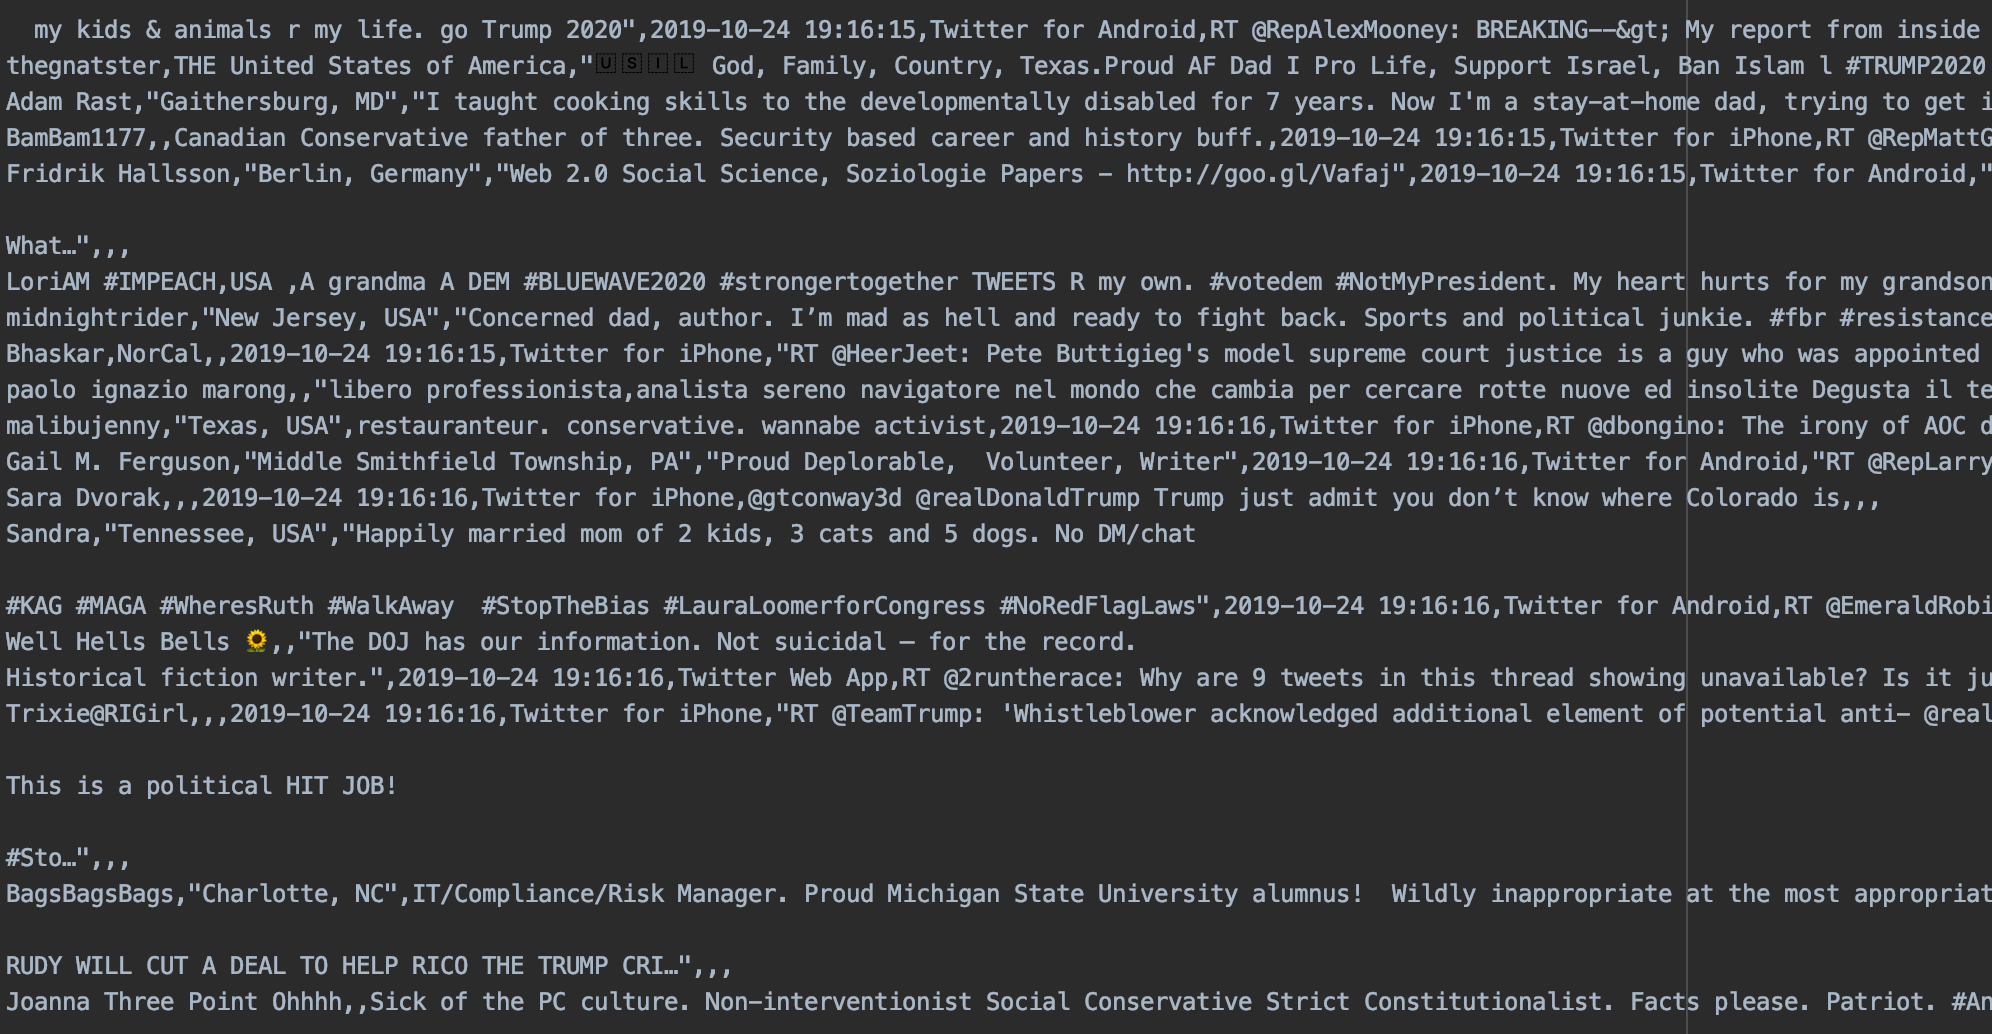 my kids & animals r my life. go Trump 2020",2019-10-24 19:16:15,Twitter for Android,RT @RepAlexMooney: BREAKING--&gt; My report from inside
thegnatster,THE United States of America,"🇺🇸🇮🇱 God, Family, Country, Texas.Proud AF Dad I Pro Life, Support Israel, Ban Islam l #TRUMP2020
Adam Rast,"Gaithersburg, MD","I taught cooking skills to the developmentally disabled for 7 years. Now I'm a stay-at-home dad, trying to get i
BamBam1177,,Canadian Conservative father of three. Security based career and history buff.,2019-10-24 19:16:15,Twitter for iPhone,RT @RepMattG
Fridrik Hallsson,"Berlin, Germany","Web 2.0 Social Science, Soziologie Papers - http://goo.gl/Vafaj",2019-10-24 19:16:15,Twitter for Android,"
What…",,,
LoriAM #IMPEACH,USA ,A grandma A DEM #BLUEWAVE2020 #strongertogether TWEETS R my own. #votedem #NotMyPresident. My heart hurts for my grandson
midnightrider,"New Jersey, USA","Concerned dad, author. I’m mad as hell and ready to fight back. Sports and political junkie. #fbr #resistance
Bhaskar,NorCal,,2019-10-24 19:16:15,Twitter for iPhone,"RT @HeerJeet: Pete Buttigieg's model supreme court justice is a guy who was appointed
paolo ignazio marong,,"libero professionista,analista sereno navigatore nel mondo che cambia per cercare rotte nuove ed insolite Degusta il te
malibujenny,"Texas, USA",restauranteur. conservative. wannabe activist,2019-10-24 19:16:16,Twitter for iPhone,RT @dbongino: The irony of AOC d
Gail M. Ferguson,"Middle Smithfield Township, PA","Proud Deplorable,  Volunteer, Writer",2019-10-24 19:16:16,Twitter for Android,"RT @RepLarry
Sara Dvorak,,,2019-10-24 19:16:16,Twitter for iPhone,@gtconway3d @realDonaldTrump Trump just admit you don’t know where Colorado is,,,
Sandra,"Tennessee, USA","Happily married mom of 2 kids, 3 cats and 5 dogs. No DM/chat
#KAG #MAGA #WheresRuth #WalkAway  #StopTheBias #LauraLoomerforCongress #NoRedFlagLaws",2019-10-24 19:16:16,Twitter for Android,RT @EmeraldRobi
Well Hells Bells 🌻,,"The DOJ has our information. Not suicidal — for the record.
Historical fiction writer.",2019-10-24 19:16:16,Twitter Web App,RT @2runtherace: Why are 9 tweets in this thread showing unavailable? Is it ju
Trixie@RIGirl,,,2019-10-24 19:16:16,Twitter for iPhone,"RT @TeamTrump: 'Whistleblower acknowledged additional element of potential anti- @real
This is a political HIT JOB!
#Sto…",,,
BagsBagsBags,"Charlotte, NC",IT/Compliance/Risk Manager. Proud Michigan State University alumnus!  Wildly inappropriate at the most appropriat
RUDY WILL CUT A DEAL TO HELP RICO THE TRUMP CRI…",,,
Joanna Three Point Ohhhh,,Sick of the PC culture. Non-interventionist Social Conservative Strict Constitutionalist. Facts please. Patriot. #An